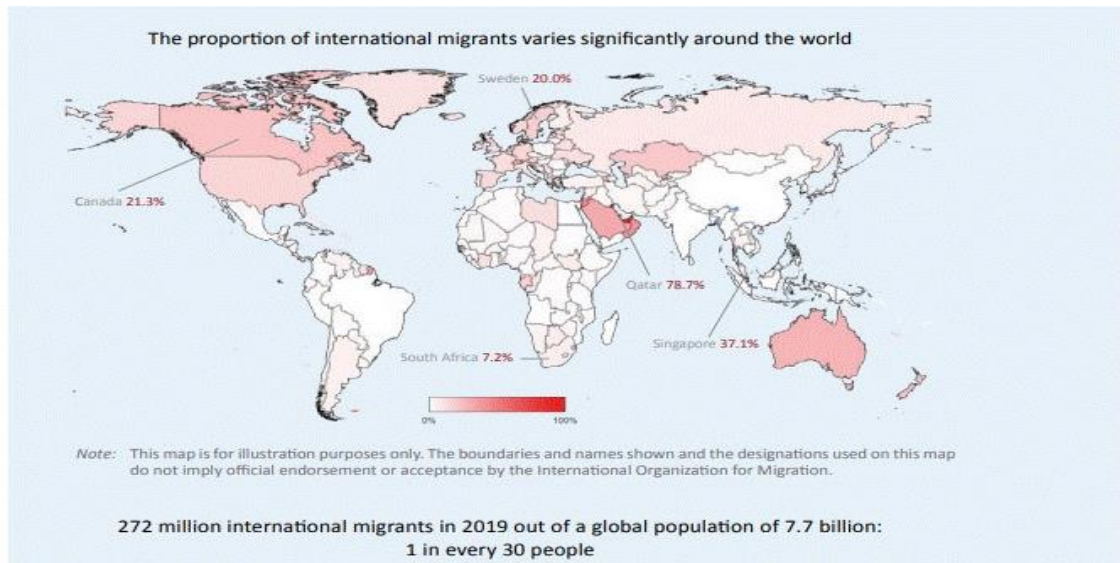 The proportion of international migrants varies significantly around the world
Sweden 20.0%
Canada 21.3%
Qatar 78.7%
Singapore 37.1%
South Africa 7.2%
0% 100%
Note: This map is for illustration purposes only. The boundaries and names shown and the designations used on this map
do not imply official endorsement or acceptance by the International Organization for Migration.
272 million international migrants in 2019 out of a global population of 7.7 billion:
1 in every 30 people